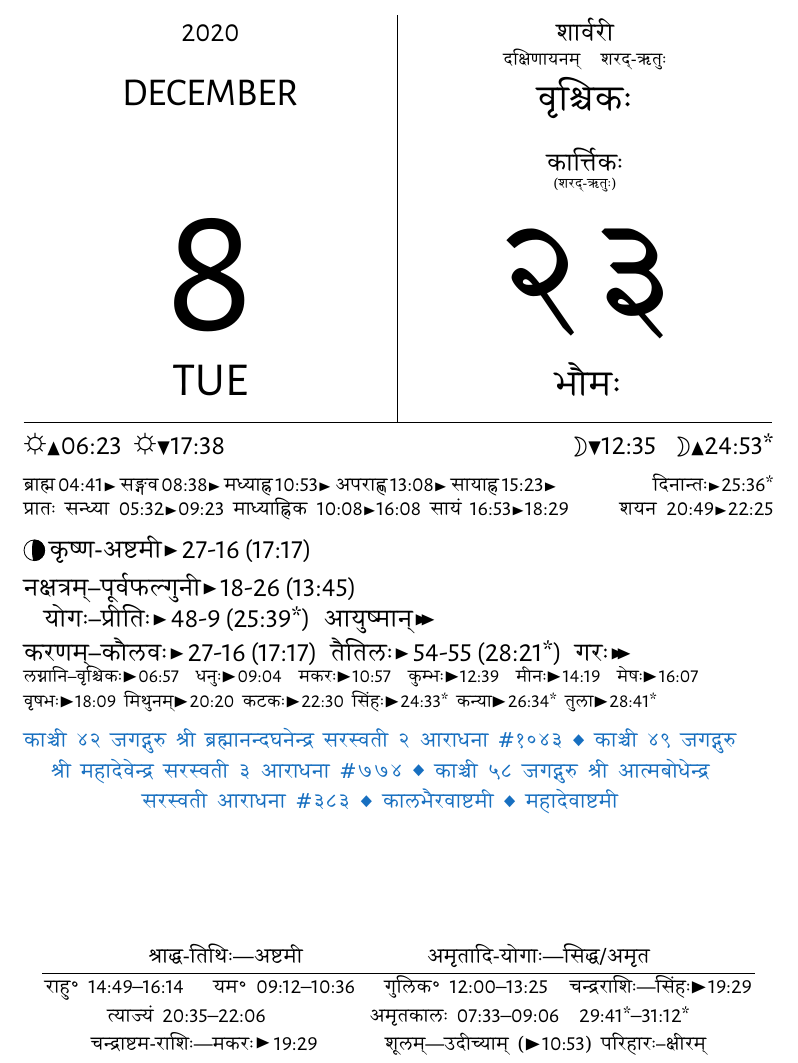 2020
DECEMBER
8
TUE
शार्वरी
दक्षिणायनम् शरद्-ऋतुः
वृश्चिकः
कार्त्तिकः
(शरद्-ऋतुः)
२३
भौमः
☼▲06:23 ☼▼17:38 ☽▼12:35 ☽▲24:53*
ब्राह्म 04:41► सङ्गव 08:38► मध्याह्न 10:53► अपराह्ण 13:08► सायाह्न 15:23► दिनान्तः►25:36*
प्रातः सन्ध्या 05:32►09:23 माध्याह्निक 10:08►16:08 सायं 16:53►18:29 शयन 20:49►22:25
कृष्ण-अष्टमी►27-16 (17:17)
नक्षत्रम्–पूर्वफल्गुनी►18-26 (13:45)
योगः–प्रीतिः►48-9 (25:39*) आयुष्मान्►►
करणम्–कौलवः►27-16 (17:17) तैतिलः►54-55 (28:21*) गरः►►
लग्नानि–वृश्चिकः►06:57 धनुः►09:04 मकरः►10:57 कुम्भः►12:39 मीनः►14:19 मेषः►16:07
वृषभः►18:09 मिथुनम्►20:20 कटकः►22:30 सिंहः►24:33* कन्या►26:34* तुला►28:41*
काञ्ची ४२ जगद्गुरु श्री ब्रह्मानन्दघनेन्द्र सरस्वती २ आराधना #१०४३ ◆ काञ्ची ४९ जगद्गुरु
श्री महादेवेन्द्र सरस्वती ३ आराधना #७७४ ◆ काञ्ची ५८ जगद्गुरु श्री आत्मबोधेन्द्र
सरस्वती आराधना #३८३ ◆ कालभैरवाष्टमी ◆ महादेवाष्टमी
श्राद्ध-तिथिः—अष्टमी अमृतादि-योगाः—सिद्ध/अमृत
राहु° 14:49–16:14 यम° 09:12–10:36 गुलिक° 12:00–13:25 चन्द्रराशिः—सिंहः►19:29
त्याज्यं 20:35–22:06 अमृतकालः 07:33–09:06 29:41*–31:12*
चन्द्राष्टम-राशिः—मकरः►19:29 शूलम्—उदीच्याम् (►10:53) परिहारः–क्षीरम्